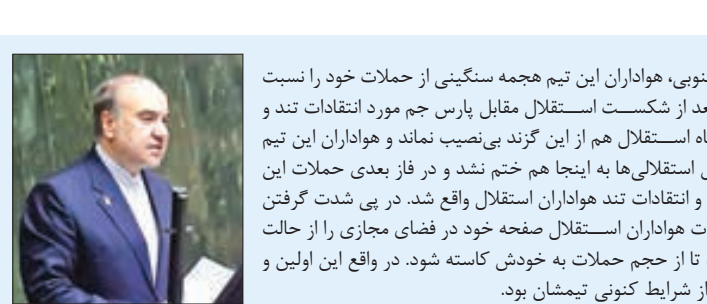 نوبی، هواداران این تیم هجمه سنگینی از حملات خود را نسبت
عد از شکست استقلال مقابل پارس جم مورد انتقادات تند و
اه استقلال هم از این گزند بی‌نصیب نماند و هواداران این تیم
ی استقلالی‌ها به اینجا هم ختم نشد و در فاز بعدی حملات این
و انتقادات تند هواداران استقلال واقع شد. در پی شدت گرفتن
ت هواداران استقلال صفحه خود در فضای مجازی را از حالت
تا از حجم حملات به خودش کاسته شود. در واقع این اولین و
از شرایط کنونی تیمشان بود.